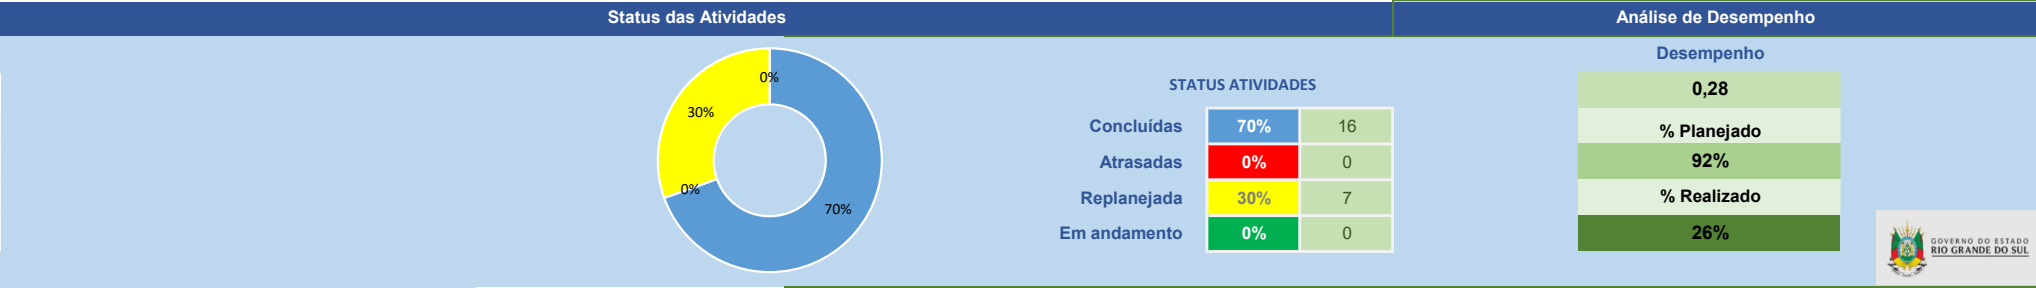 Status das Atividades
Análise de Desempenho
0%
30%
0%
70%
STATUS ATIVIDADES
Concluídas 70% 16
Atrasadas 0% 0
Replanejada 30% 7
Em andamento 0% 0
Desempenho
0,28
% Planejado
92%
% Realizado
26%
GOVERNO DO ESTADO
RIO GRANDE DO SUL